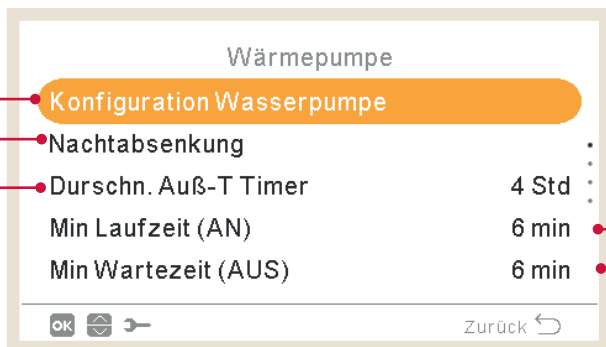 Wärmepumpe
Konfiguration Wasserpumpe
Nachtabsenkung
Durschn. Auß-T Timer 4 Std
Min Laufzeit (AN) 6 min
Min Wartezeit (AUS) 6 min
OK Zurück